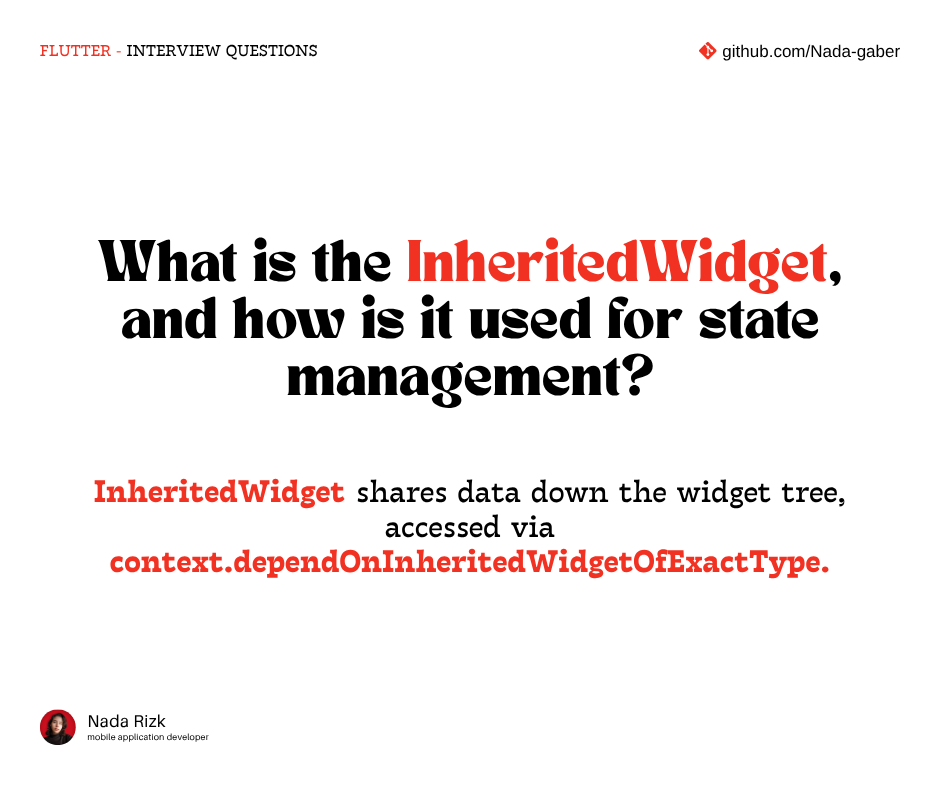 FLUTTER - INTERVIEW QUESTIONS
github.com/Nada-gaber
What is the InheritedWidget,
and how is it used for state
management?
InheritedWidget shares data down the widget tree,
accessed via
context.dependOnInheritedWidgetOfExactType.
Nada Rizk
mobile application developer